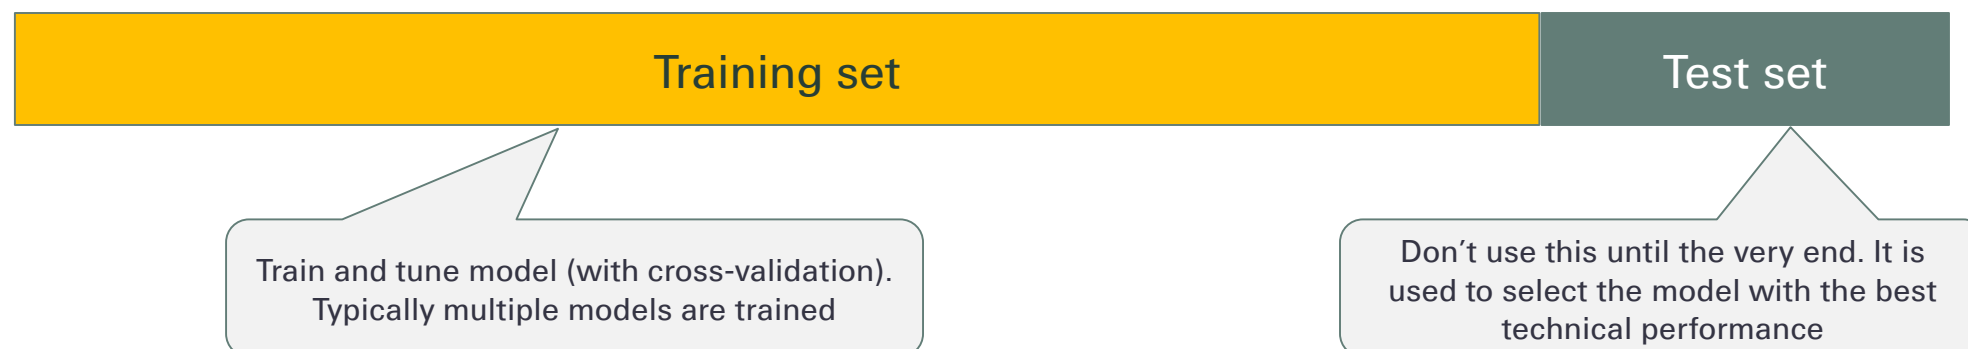 Training set
Test set
Train and tune model (with cross-validation).
Typically multiple models are trained
Don’t use this until the very end. It is
used to select the model with the best
technical performance